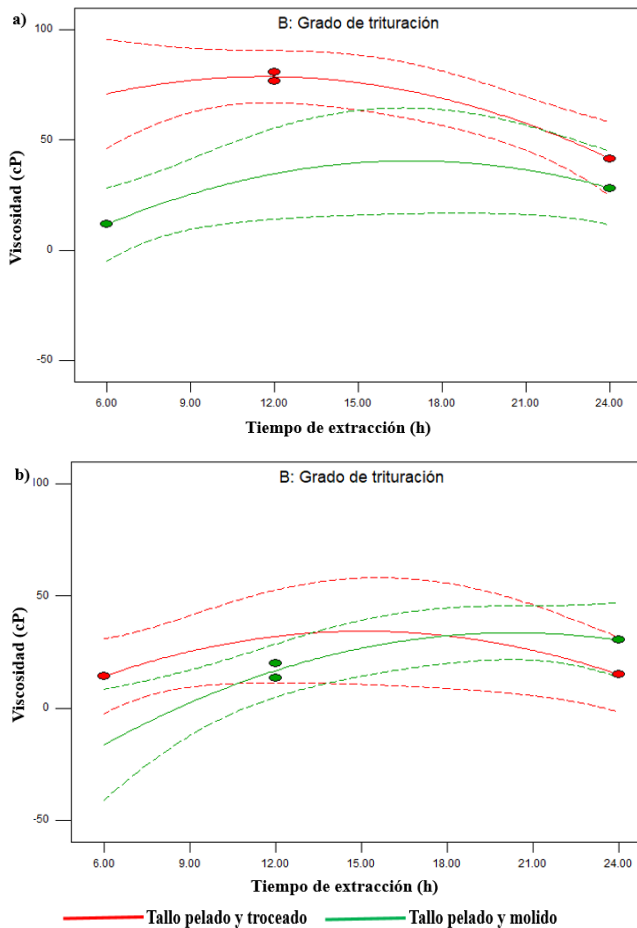 a)
B: Grado de trituración
100
50
0
-50
Viscosidad (cP)
6.00 9.00 12.00 15.00 18.00 21.00 24.00
Tiempo de extracción (h)
b)
B: Grado de trituración
100
50
0
-50
Viscosidad (cP)
6.00 9.00 12.00 15.00 18.00 21.00 24.00
Tiempo de extracción (h)
Tallo pelado y troceado Tallo pelado y molido